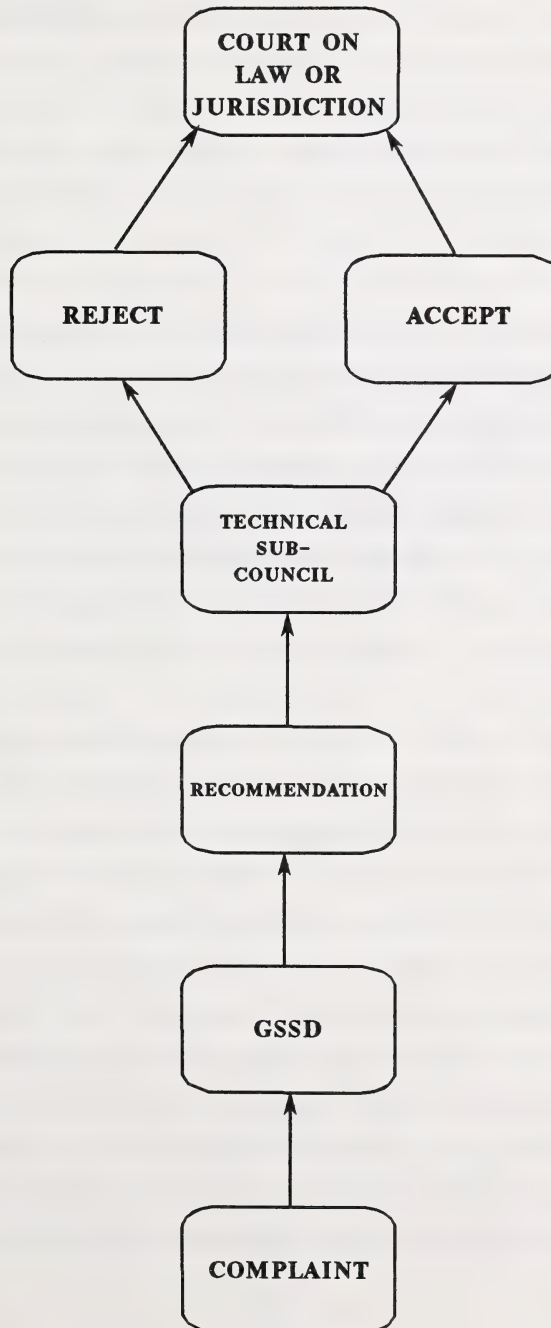 COURT ON
LAW OR
JURISDICTION
REJECT
ACCEPT
TECHNICAL
SUB-
COUNCIL
RECOMMENDATION
GSSD
COMPLAINT